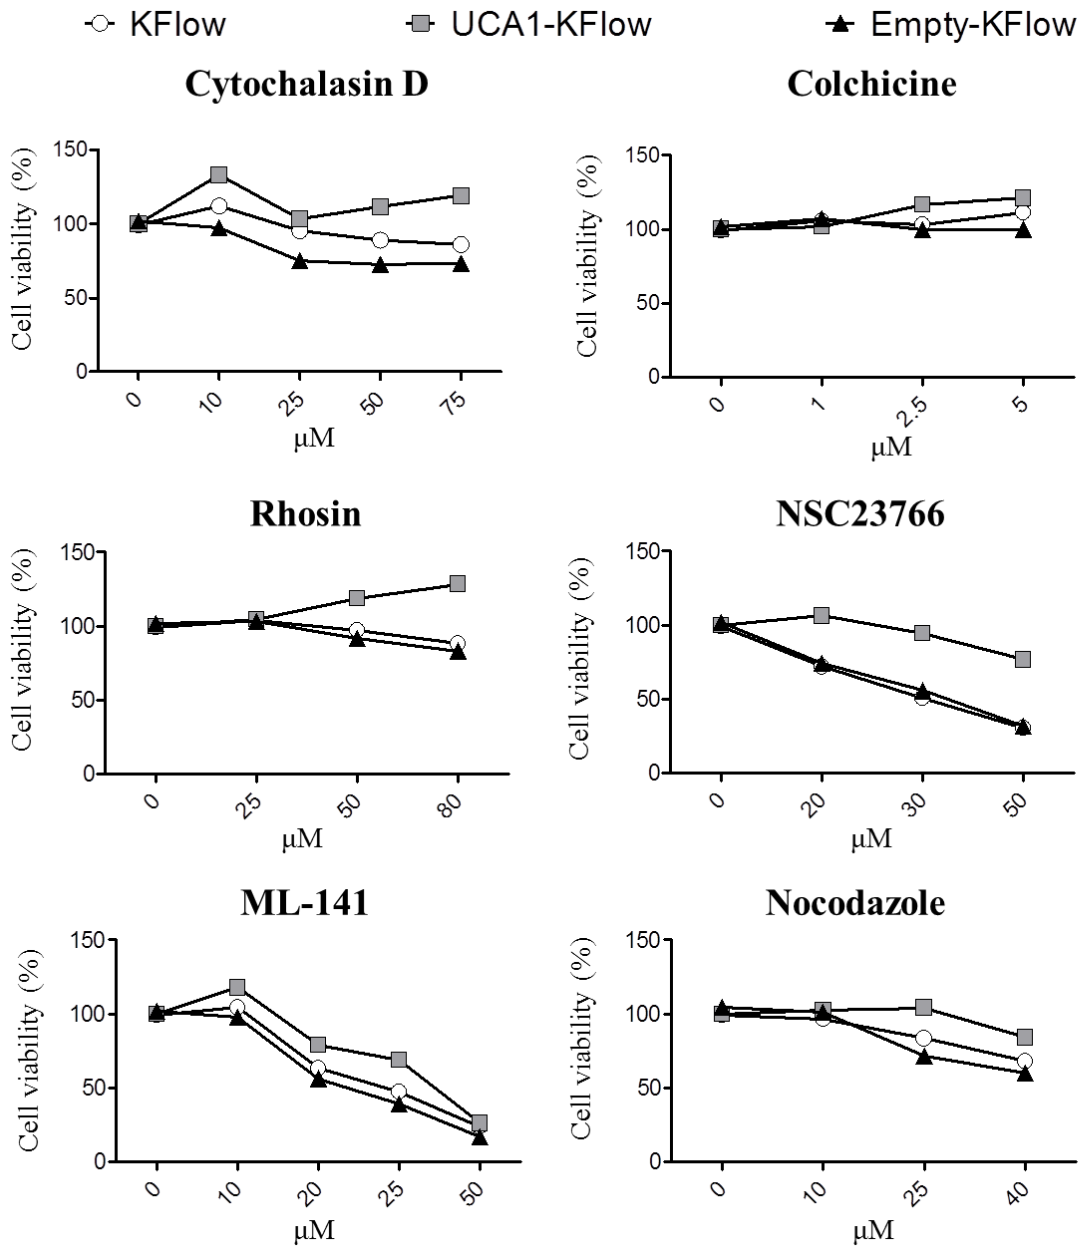 KFlow UCA1-KFlow Empty-KFlow
Cytochalasin D
Cell viability (%)
150
100
50
0
0 10 25 50 75
μM
Colchicine
Cell viability (%)
150
100
50
0
0 1 2.5 5
μM
Rhosin
Cell viability (%)
150
100
50
0
0 25 50 80
μM
NSC23766
Cell viability (%)
150
100
50
0
0 20 30 50
μM
ML-141
Cell viability (%)
150
100
50
0
0 10 20 25 50
μM
Nocodazole
Cell viability (%)
150
100
50
0
0 10 25 40
μM